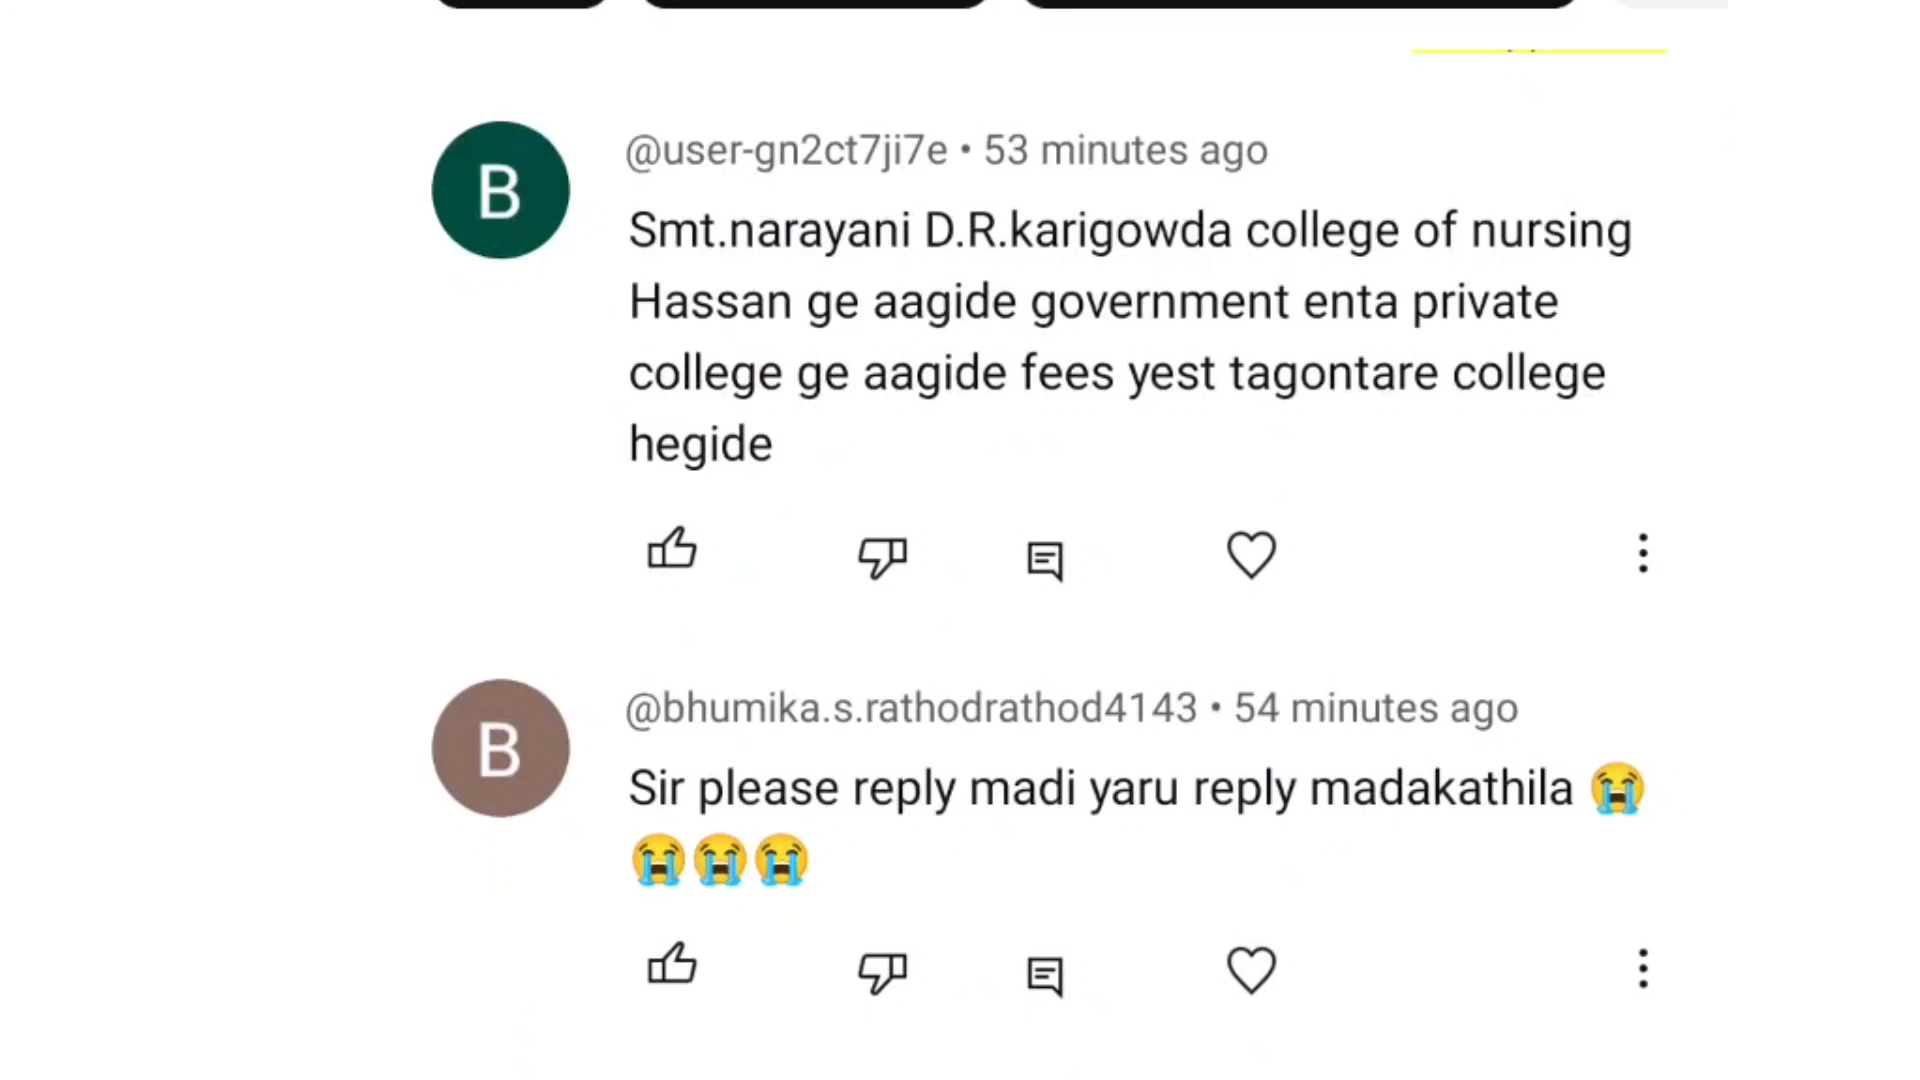 B
@user-gn2ct7ji7e • 53 minutes ago
Smt.narayani D.R.karigowda college of nursing
Hassan ge aagide government enta private
college ge aagide fees yest tagontare college
hegide
B
@bhumika.s.rathodrathod4143 • 54 minutes ago
Sir please reply madi yaru reply madakathila 😭
😭😭😭